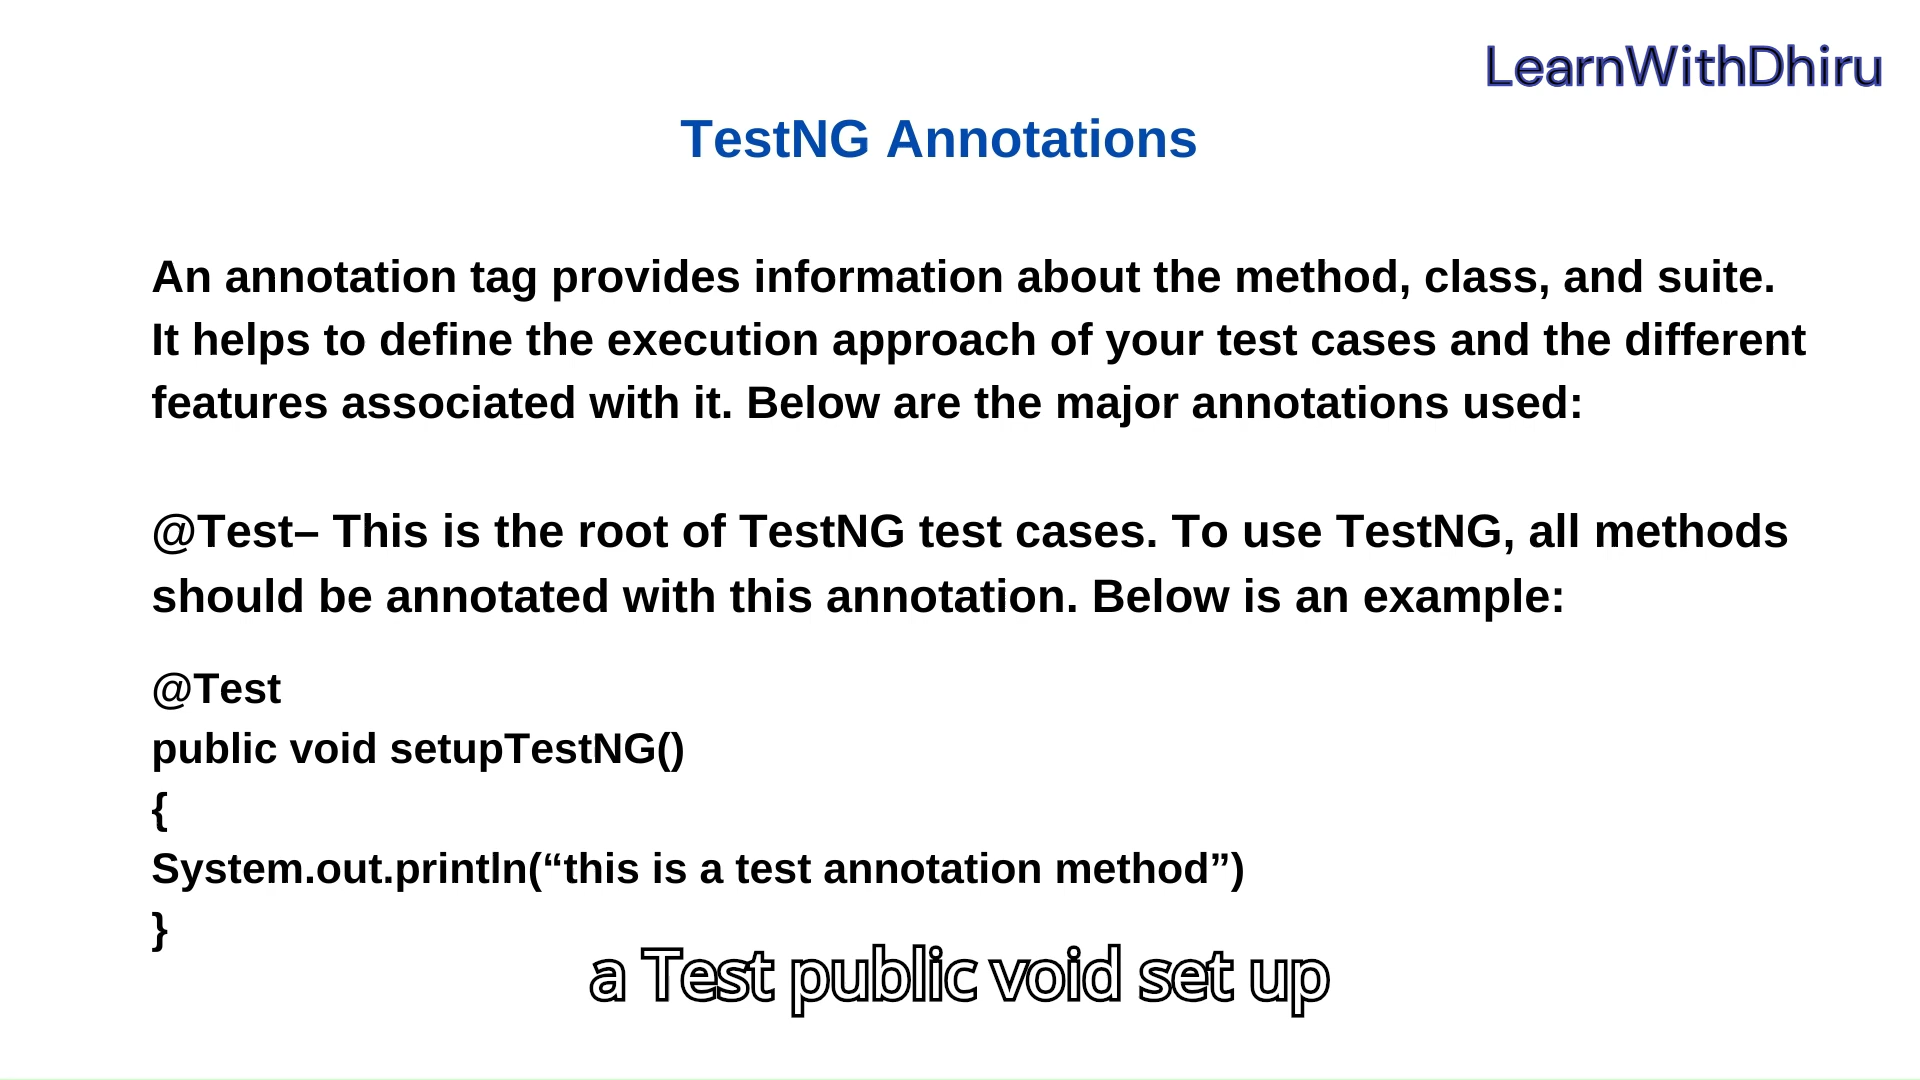 LearnWithDhiru
TestNG Annotations
An annotation tag provides information about the method, class, and suite.
It helps to define the execution approach of your test cases and the different
features associated with it. Below are the major annotations used:
@Test– This is the root of TestNG test cases. To use TestNG, all methods
should be annotated with this annotation. Below is an example:
@Test
public void setupTestNG()
{
System.out.println(“this is a test annotation method”)
}
a Test public void set up